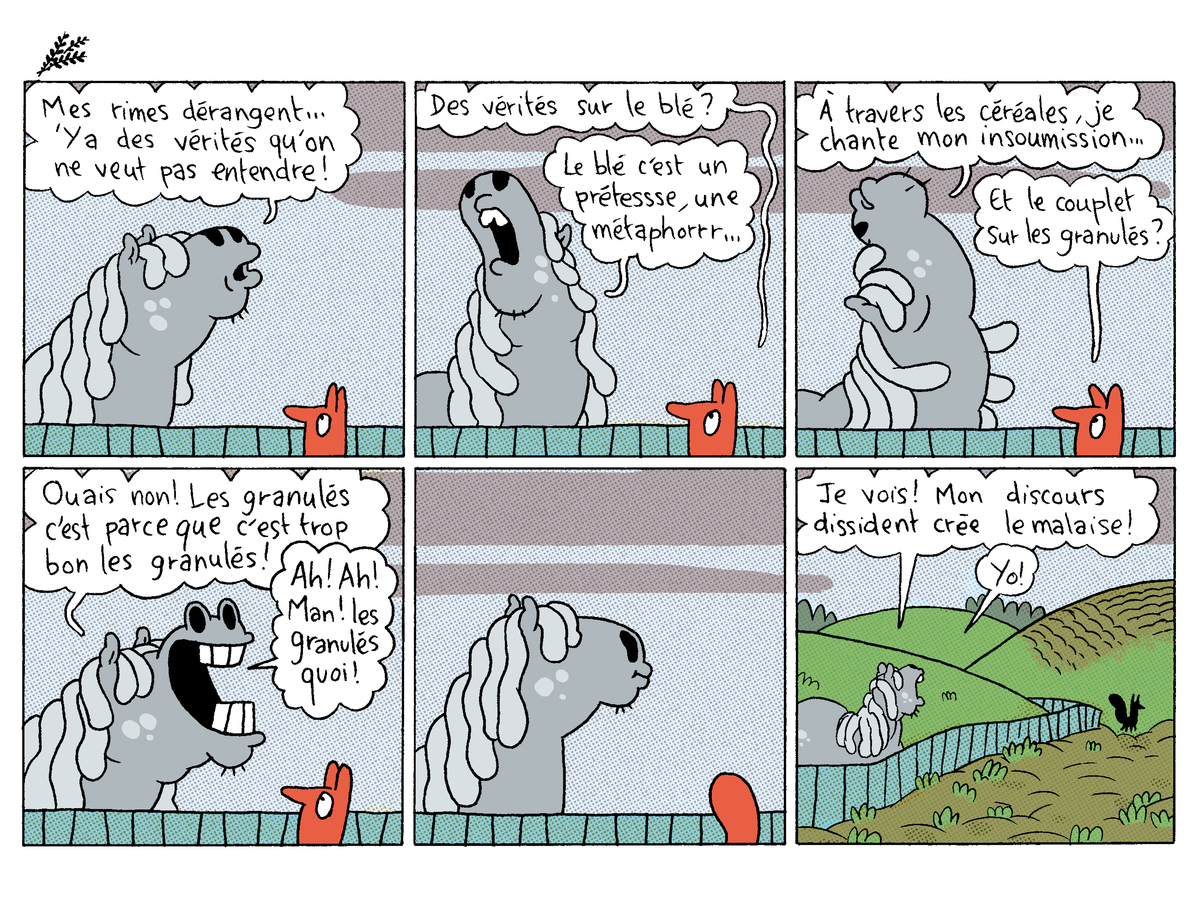 Mes rimes dérangent...
'Ya des vérités qu'on
ne veut pas entendre!
Des vérités sur le blé?
Le blé c'est un
prétessse, une
métaphorrr...
À travers les céréales, je
chante mon insoumission...
Et le couplet
sur les granulés?
Ouais non! Les granulés
c'est parce que c'est trop
bon les granulés!
Ah! Ah!
Man! les
granulés
quoi!
Je vois! Mon discours
dissident crée le malaise!
Yo!